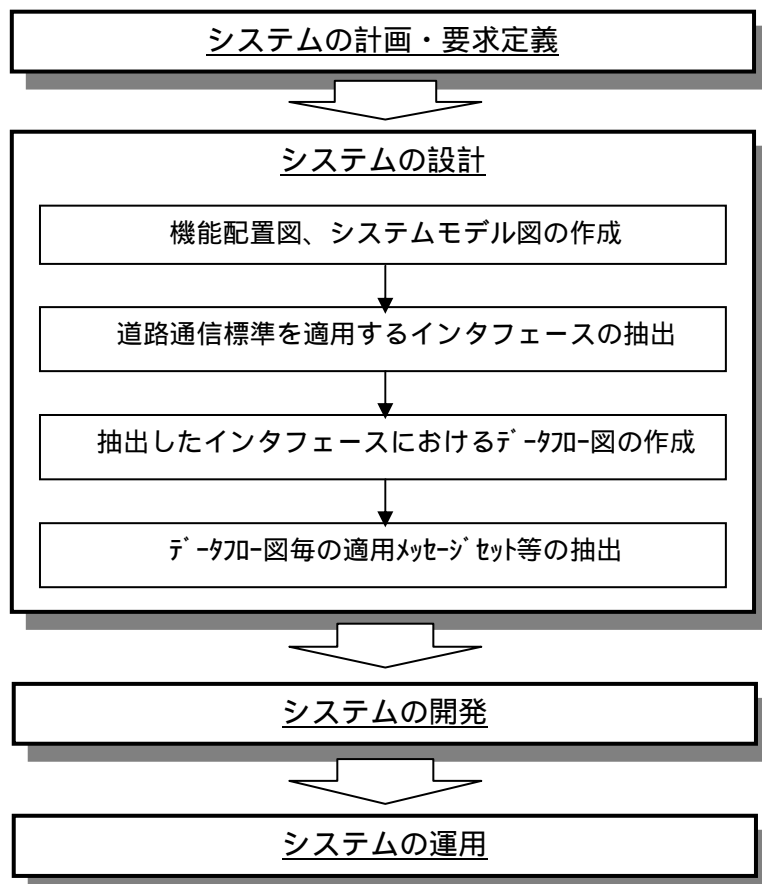 システムの計画・要求定義
システムの設計
機能配置図、システムモデル図の作成
道路通信標準を適用するインタフェースの抽出
抽出したインタフェースにおけるﾃﾞｰﾀﾌﾛｰ図の作成
ﾃﾞｰﾀﾌﾛｰ図毎の適用ﾒｯｾｰｼﾞｾｯﾄ等の抽出
システムの開発
システムの運用